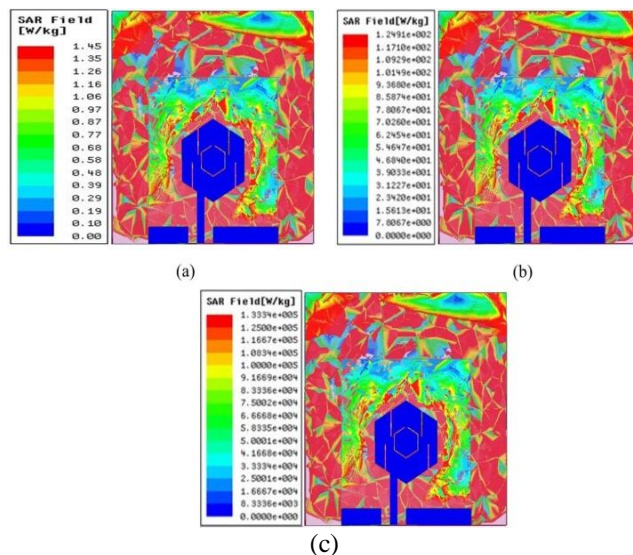 SAR Field
[W/kg]
1.45
1.35
1.26
1.16
1.06
0.97
0.87
0.77
0.68
0.58
0.48
0.39
0.29
0.19
0.10
0.00
(a)
SAR Field[W/kg]
1.2491e+002
1.1710e+002
1.0929e+002
1.0149e+002
9.3680e+001
8.5874e+001
7.8067e+001
7.0260e+001
6.2454e+001
5.4647e+001
4.6840e+001
3.9033e+001
3.1227e+001
2.3420e+001
1.5613e+001
7.8067e+000
0.0000e+000
(b)
SAR Field[W/kg]
1.3334e+005
1.2500e+005
1.1667e+005
1.0834e+005
1.0000e+005
9.1669e+004
8.3336e+004
7.5002e+004
6.6668e+004
5.8335e+004
5.0001e+004
4.1668e+004
3.3334e+004
2.5001e+004
1.6667e+004
8.3336e+003
0.0000e+000
(c)